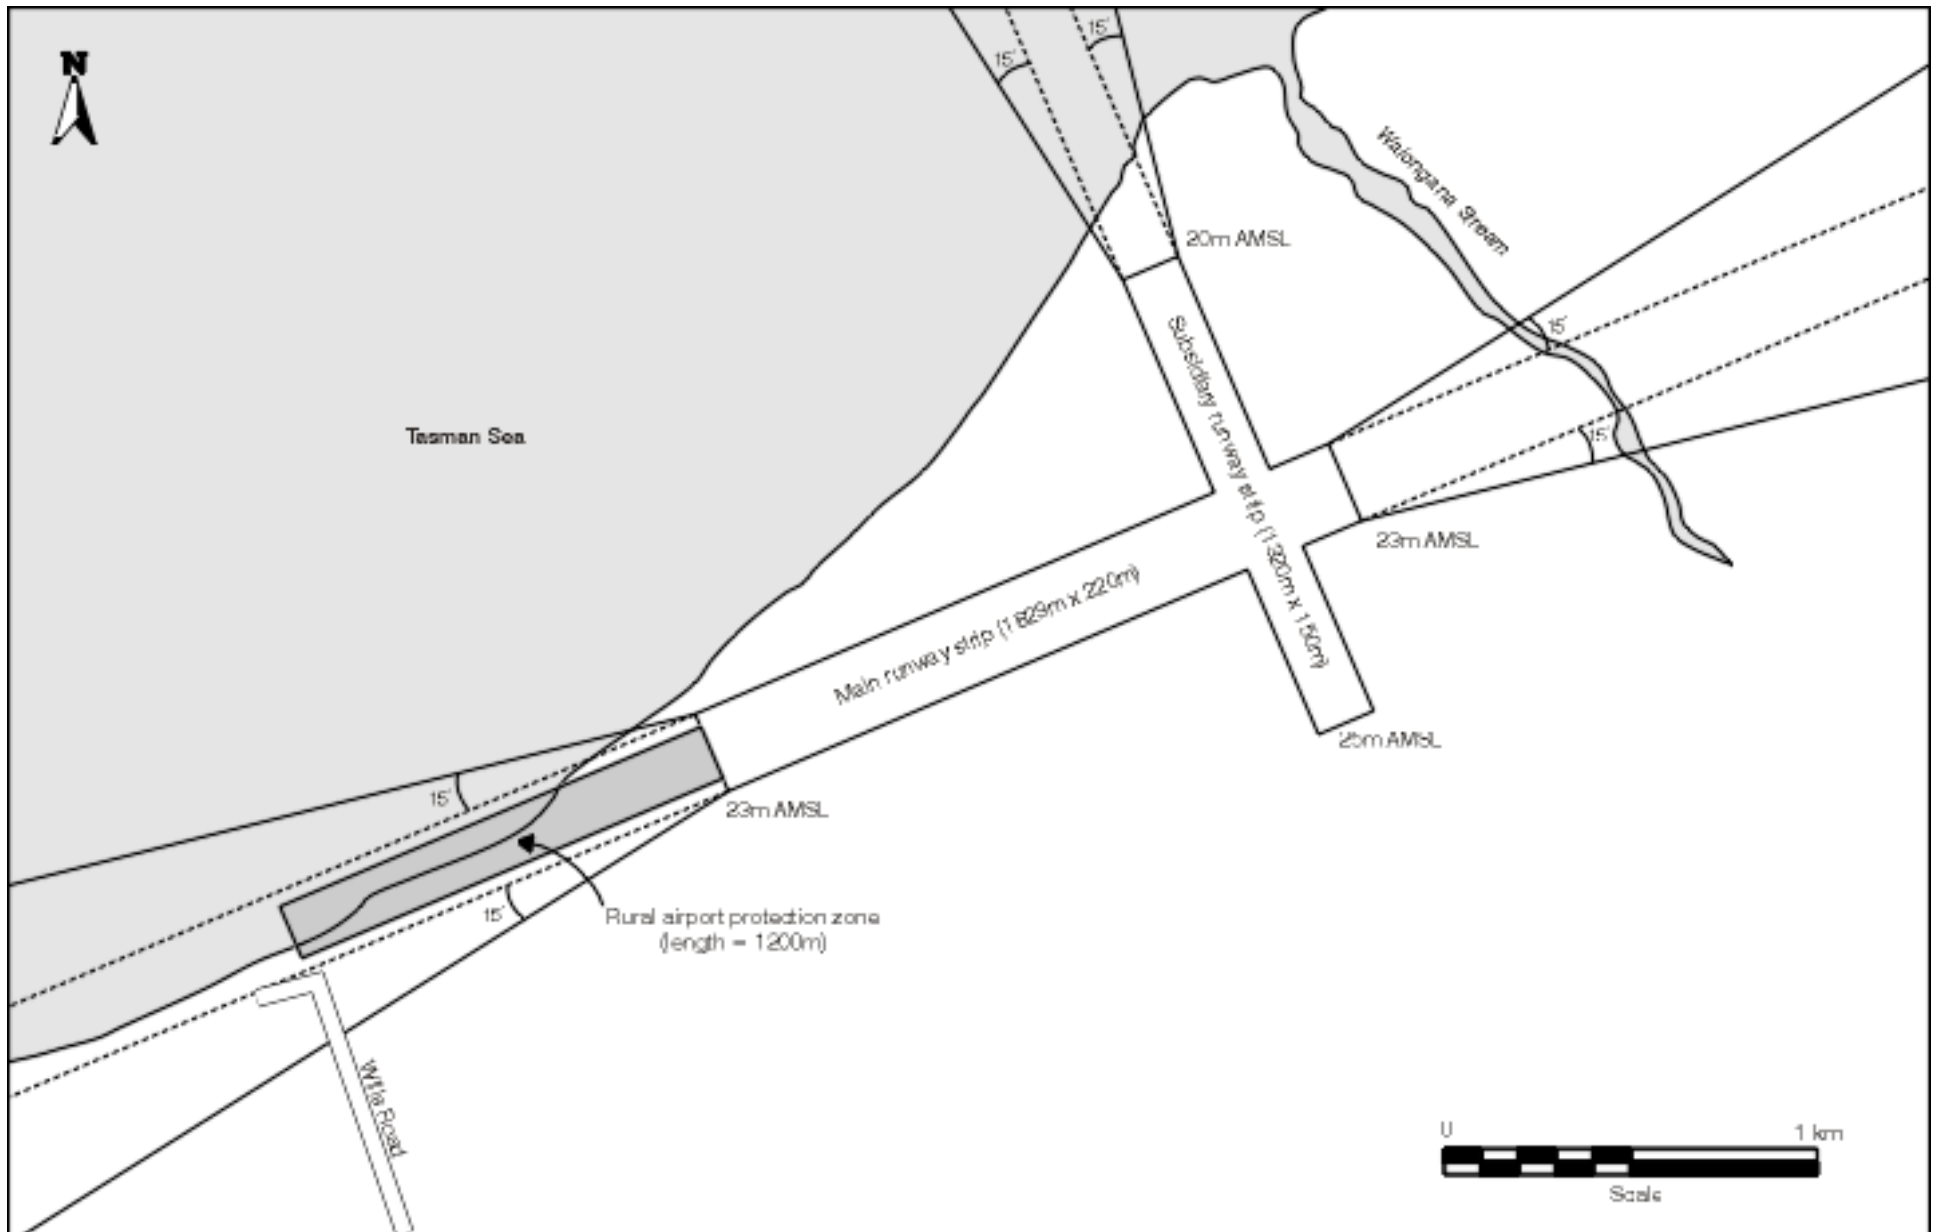 N
15°
15°
Waiongana Stream
20m AMSL
15°
Subsidiary runway strip (1320m x 150m)
Tasman Sea
15°
23m AMSL
Main runway strip (1829m x 220m)
25m AMSL
15°
23m AMSL
15°
Rural airport protection zone
(length = 1200m)
Wills Road
0 1 km
Scale